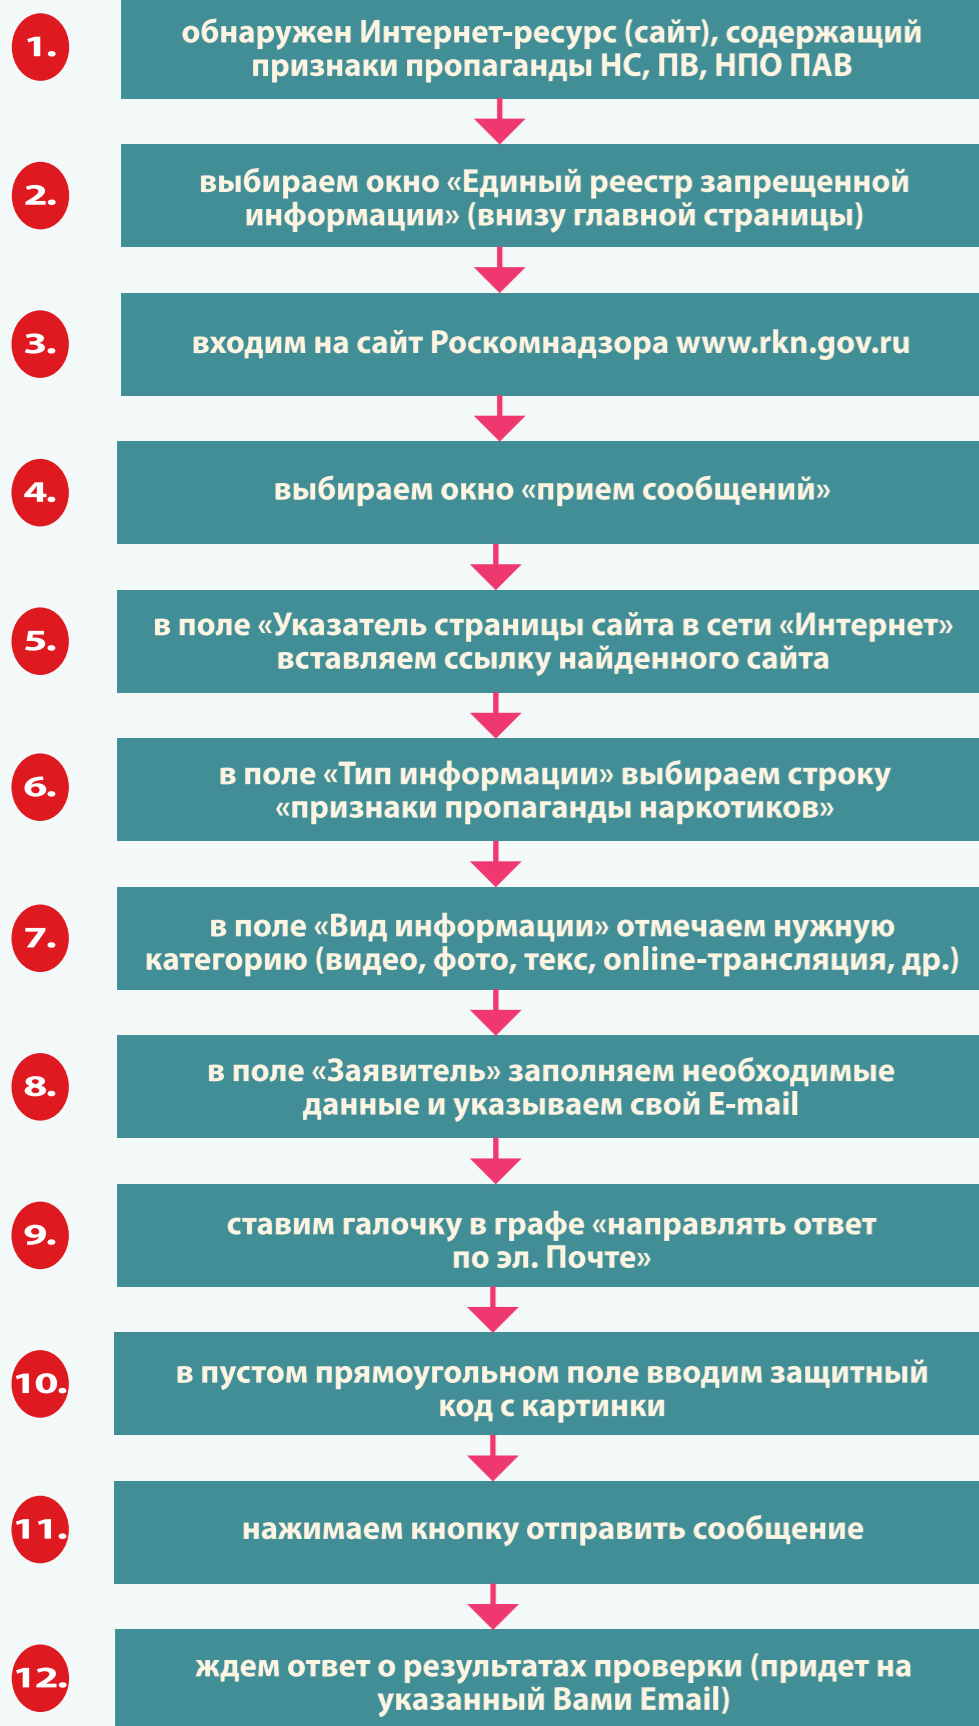 1.
обнаружен Интернет-ресурс (сайт), содержащий
признаки пропаганды НС, ПВ, НПО ПАВ
2.
выбираем окно «Единый реестр запрещенной
информации» (внизу главной страницы)
3.
входим на сайт Роскомнадзора www.rkn.gov.ru
4.
выбираем окно «прием сообщений»
5.
в поле «Указатель страницы сайта в сети «Интернет»
вставляем ссылку найденного сайта
6.
в поле «Тип информации» выбираем строку
«признаки пропаганды наркотиков»
7.
в поле «Вид информации» отмечаем нужную
категорию (видео, фото, текс, online-трансляция, др.)
8.
в поле «Заявитель» заполняем необходимые
данные и указываем свой E-mail
9.
ставим галочку в графе «направлять ответ
по эл. Почте»
10.
в пустом прямоугольном поле вводим защитный
код с картинки
11.
нажимаем кнопку отправить сообщение
12.
ждем ответ о результатах проверки (придет на
указанный Вами Email)